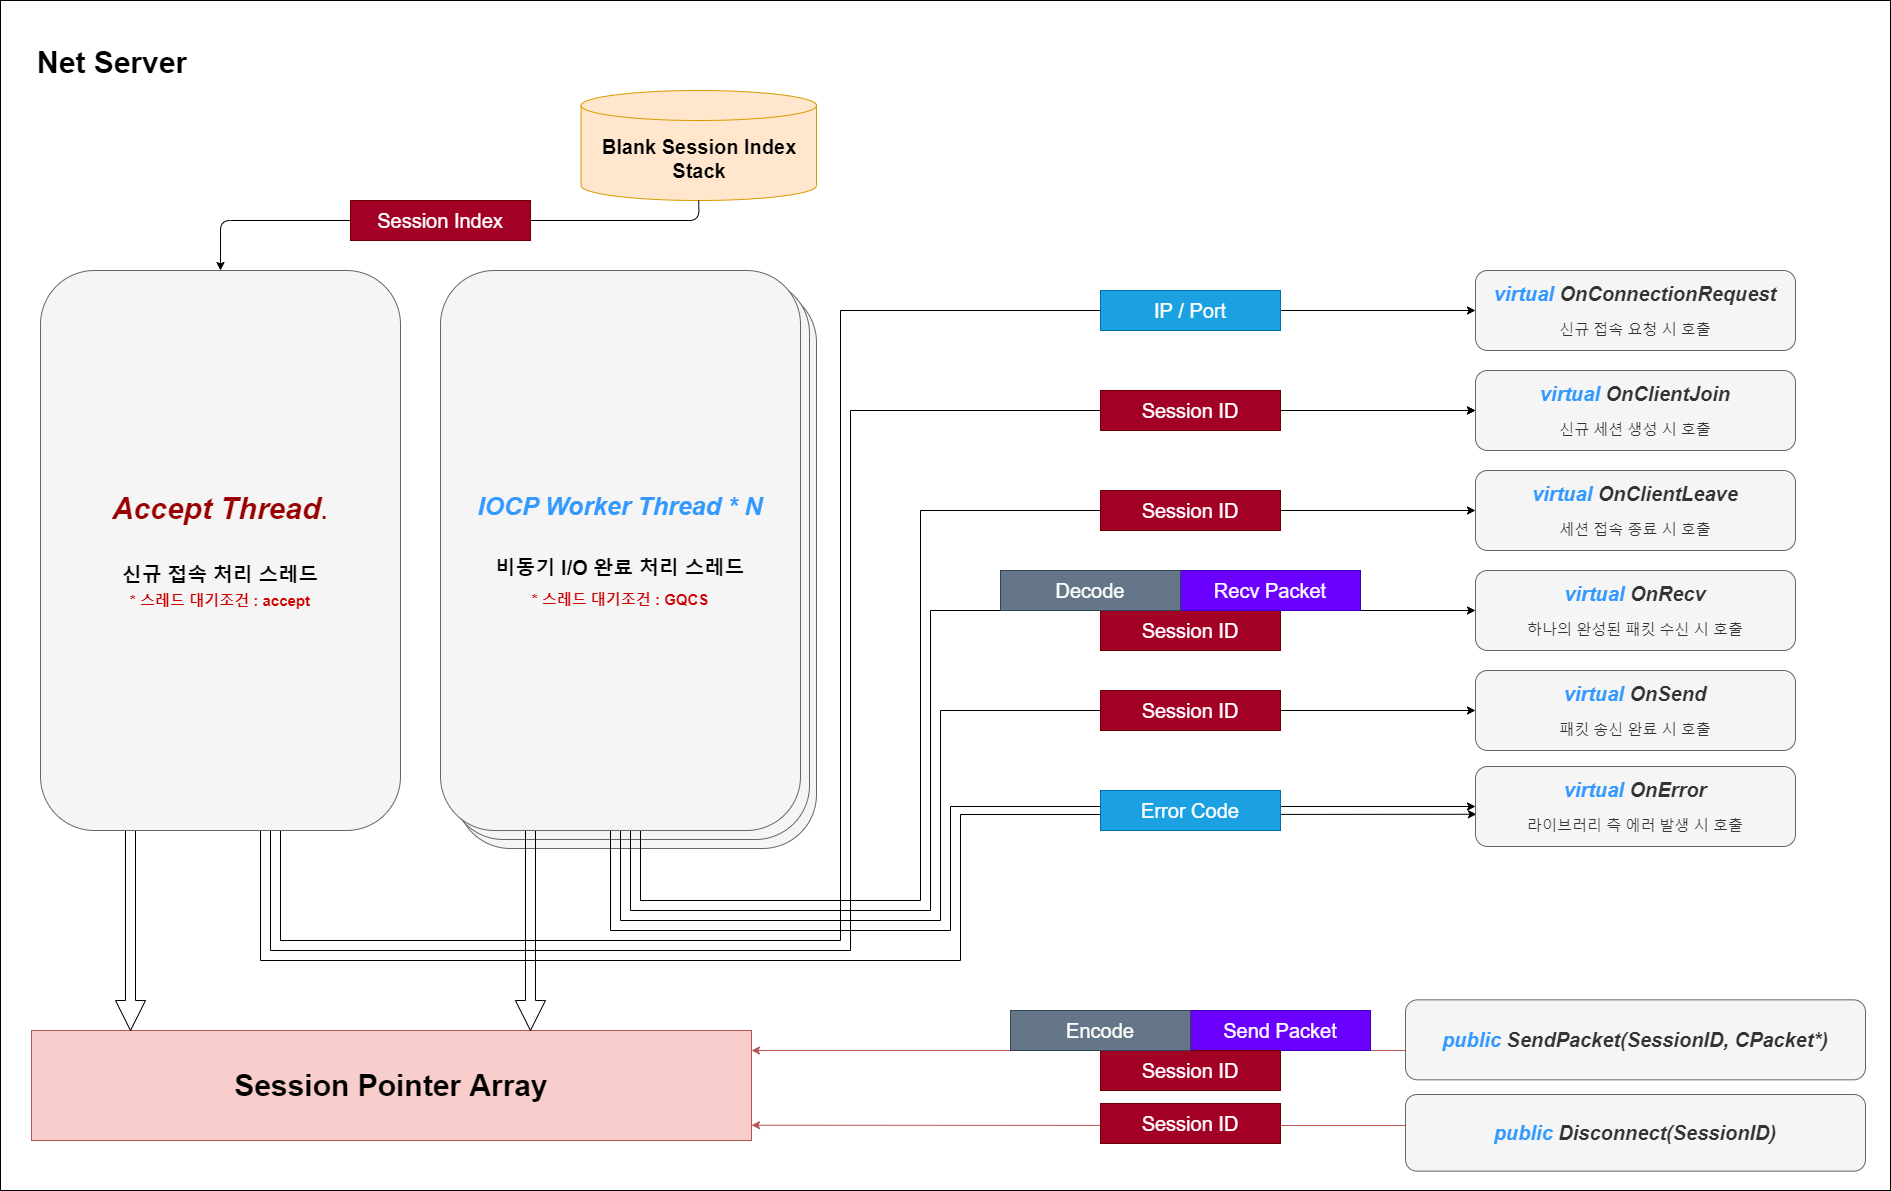 Net Server
Blank Session Index
Stack
Session Index
Accept Thread.
신규 접속 처리 스레드
* 스레드 대기조건 : accept
IOCP Worker Thread * N
비동기 I/O 완료 처리 스레드
* 스레드 대기조건 : GQCS
IP / Port
virtual OnConnectionRequest
신규 접속 요청 시 호출
Session ID
virtual OnClientJoin
신규 세션 생성 시 호출
Session ID
virtual OnClientLeave
세션 접속 종료 시 호출
Decode
Recv Packet
Session ID
virtual OnRecv
하나의 완성된 패킷 수신 시 호출
Session ID
virtual OnSend
패킷 송신 완료 시 호출
Error Code
virtual OnError
라이브러리 측 에러 발생 시 호출
Session Pointer Array
Encode
Send Packet
Session ID
public SendPacket(SessionID, CPacket*)
Session ID
public Disconnect(SessionID)